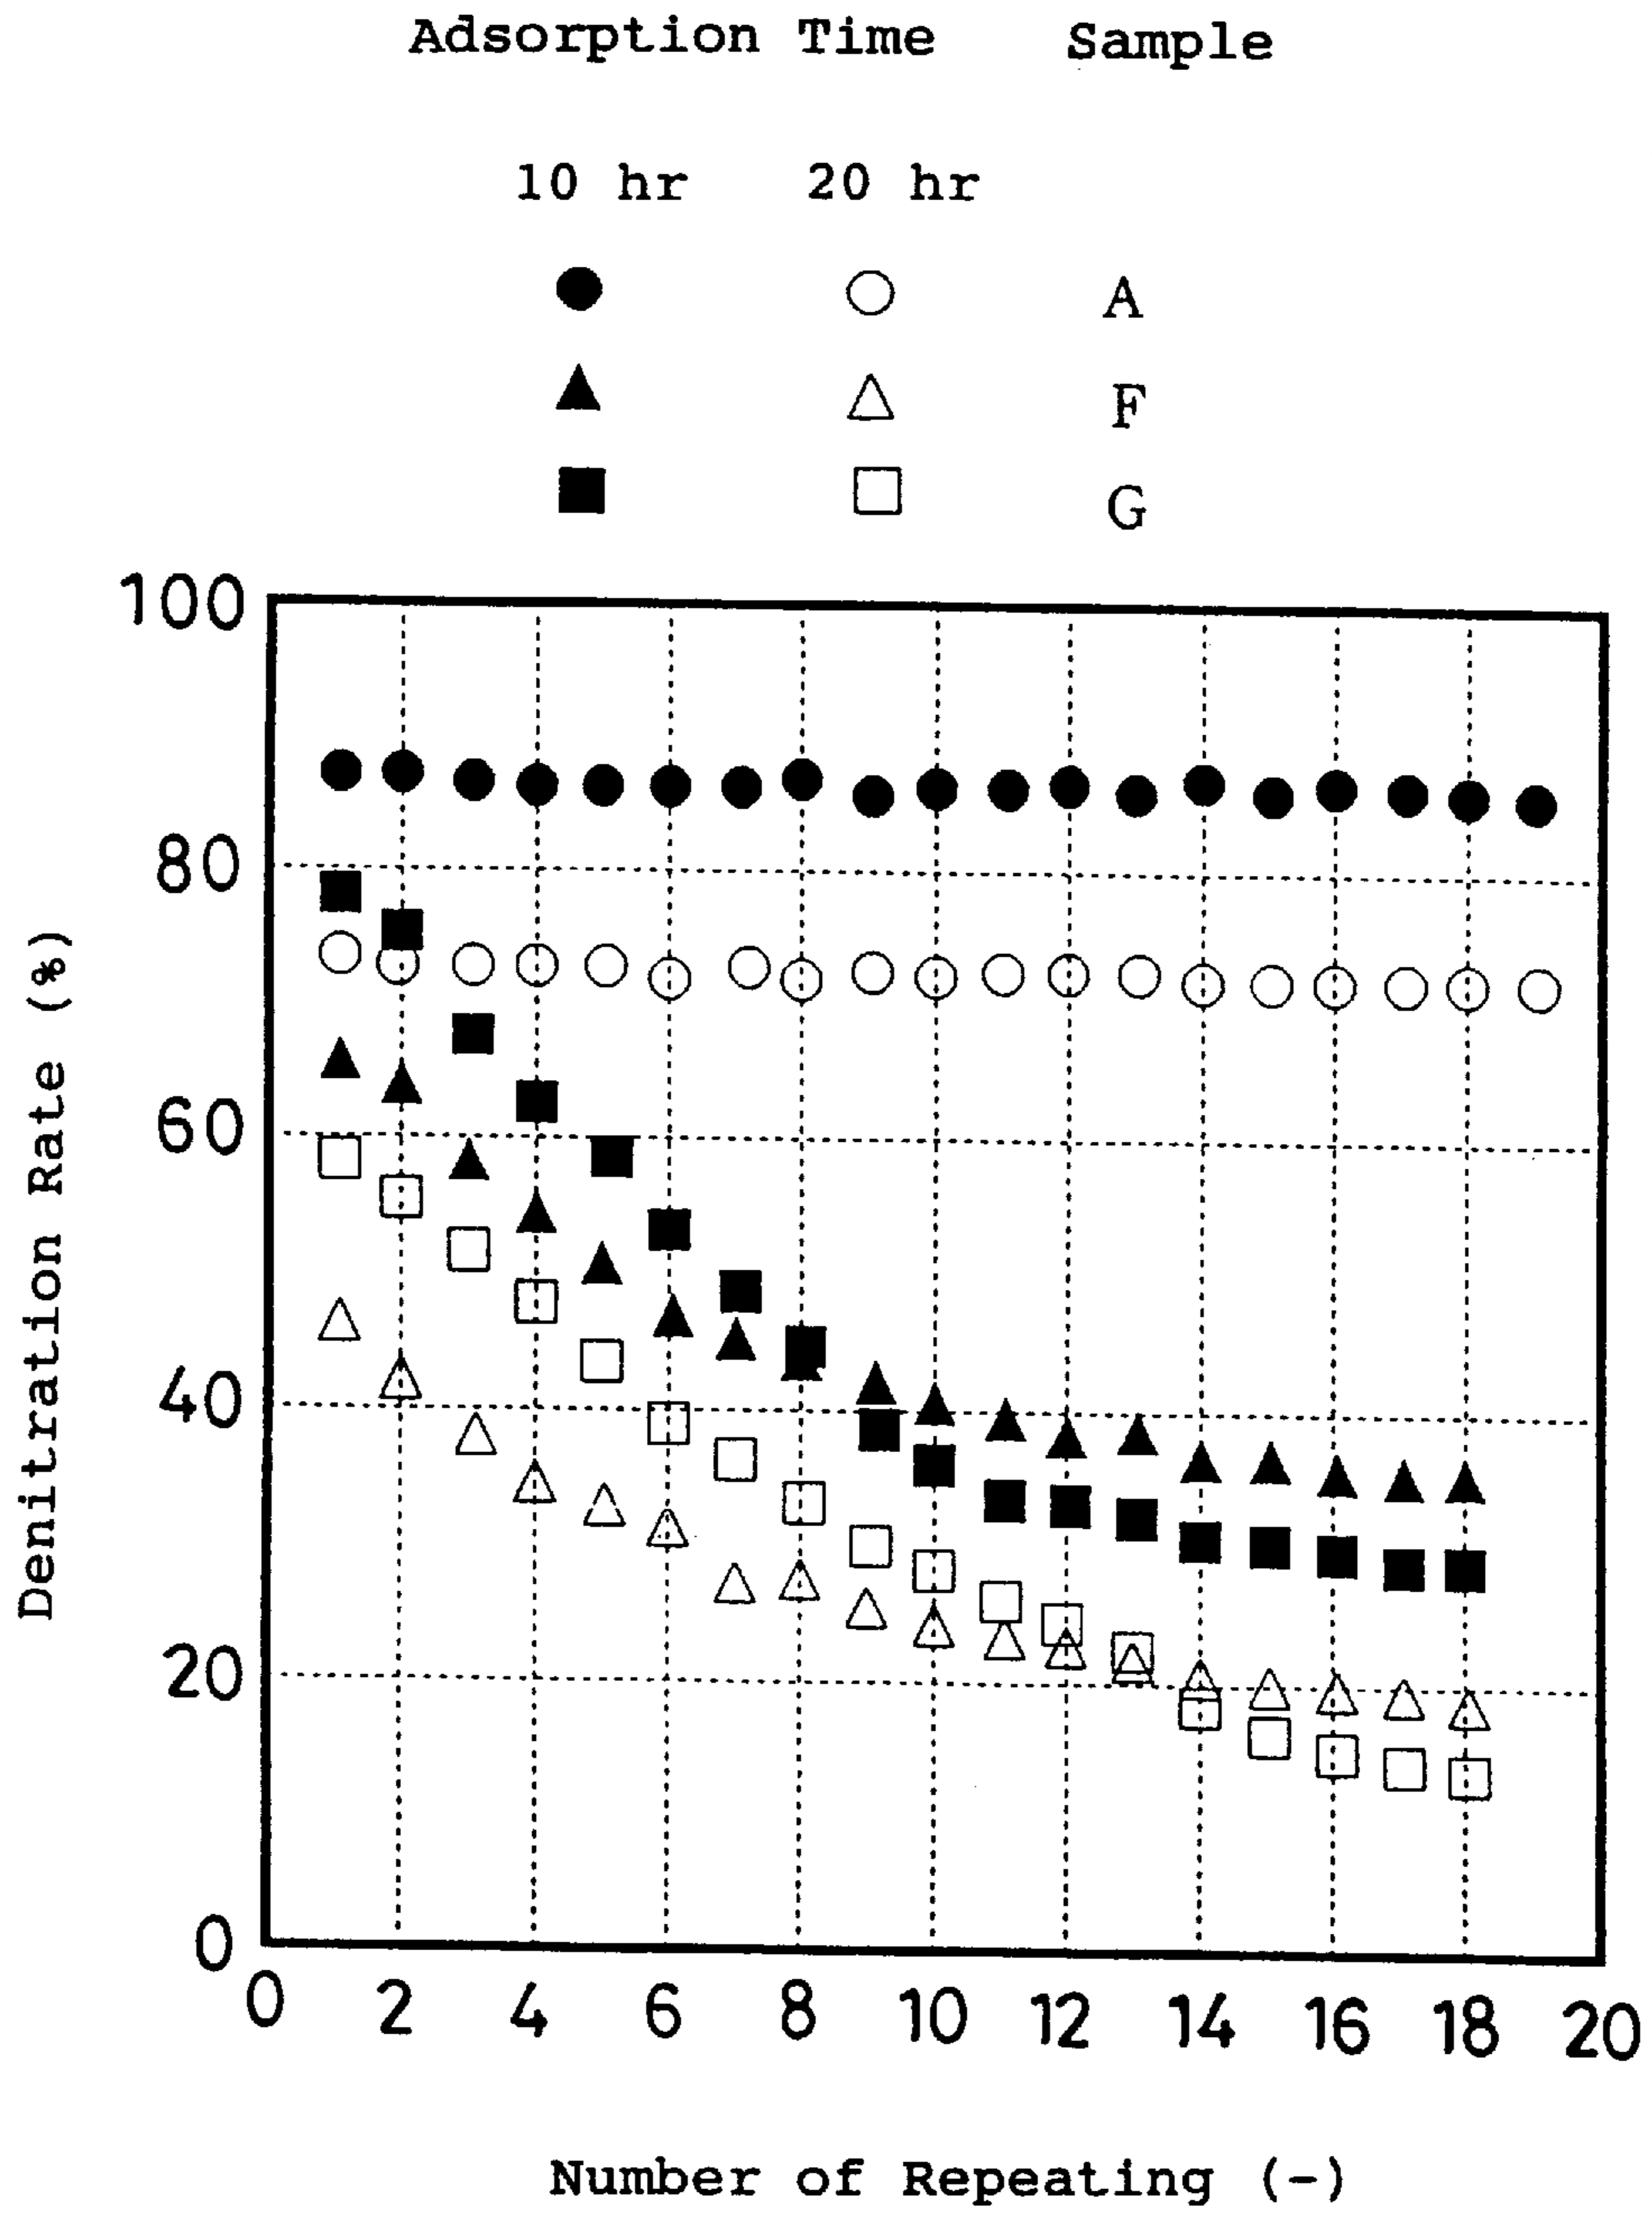 Adsorption Time Sample
10 hr 20 hr
A
F
G
100
80
60
40
20
0
Denitration Rate (%)
0 2 4 6 8 10 12 14 16 18 20
Number of Repeating (-)